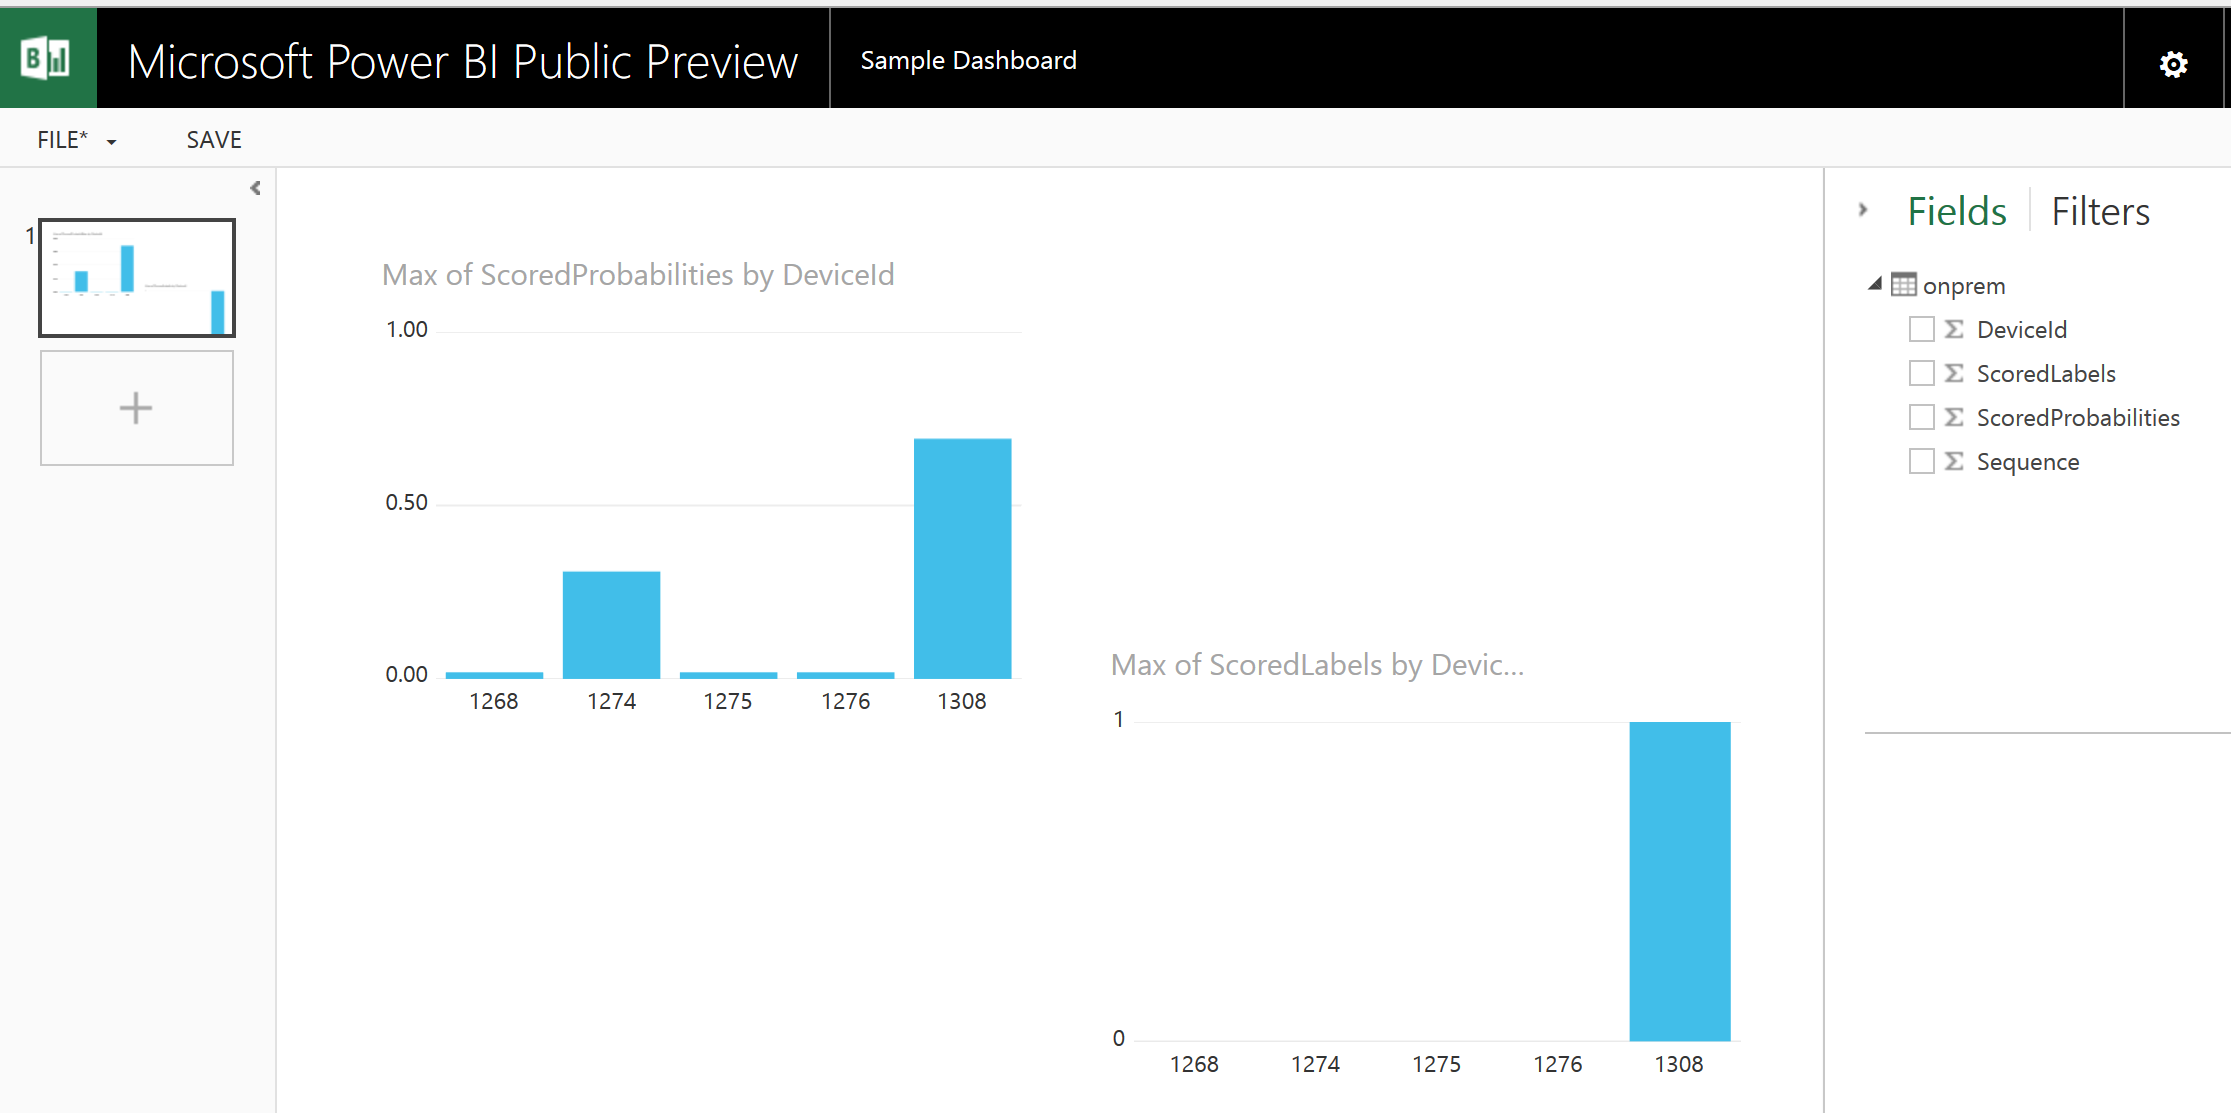 Microsoft Power BI Public Preview
Sample Dashboard
FILE*
SAVE
1
Max of ScoredProbabilities by DeviceId
1.00
0.50
0.00
1268 1274 1275 1276 1308
Max of ScoredLabels by Devic...
1
0
1268 1274 1275 1276 1308
Fields
Filters
onprem
DeviceId
ScoredLabels
ScoredProbabilities
Sequence